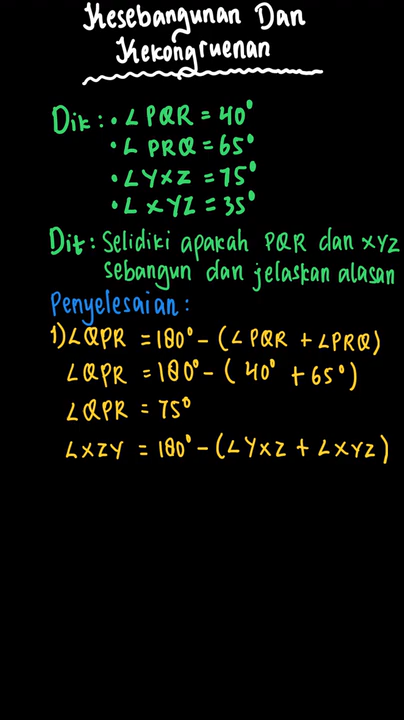 Kesebangunan Dan
Kekongruenan
Dik : • ∠ PQR = 40°
• ∠ PRQ = 65°
• ∠YXZ = 75°
• ∠ XYZ = 35°
Dit : Selidiki apakah PQR dan XYZ
sebangun dan jelaskan alasan
Penyelesaian :
1) ∠QPR = 180° - (∠ PQR + ∠PRQ)
∠QPR = 180° - ( 40° + 65°)
∠QPR = 75°
∠XZY = 180° - (∠YXZ + ∠XYZ)